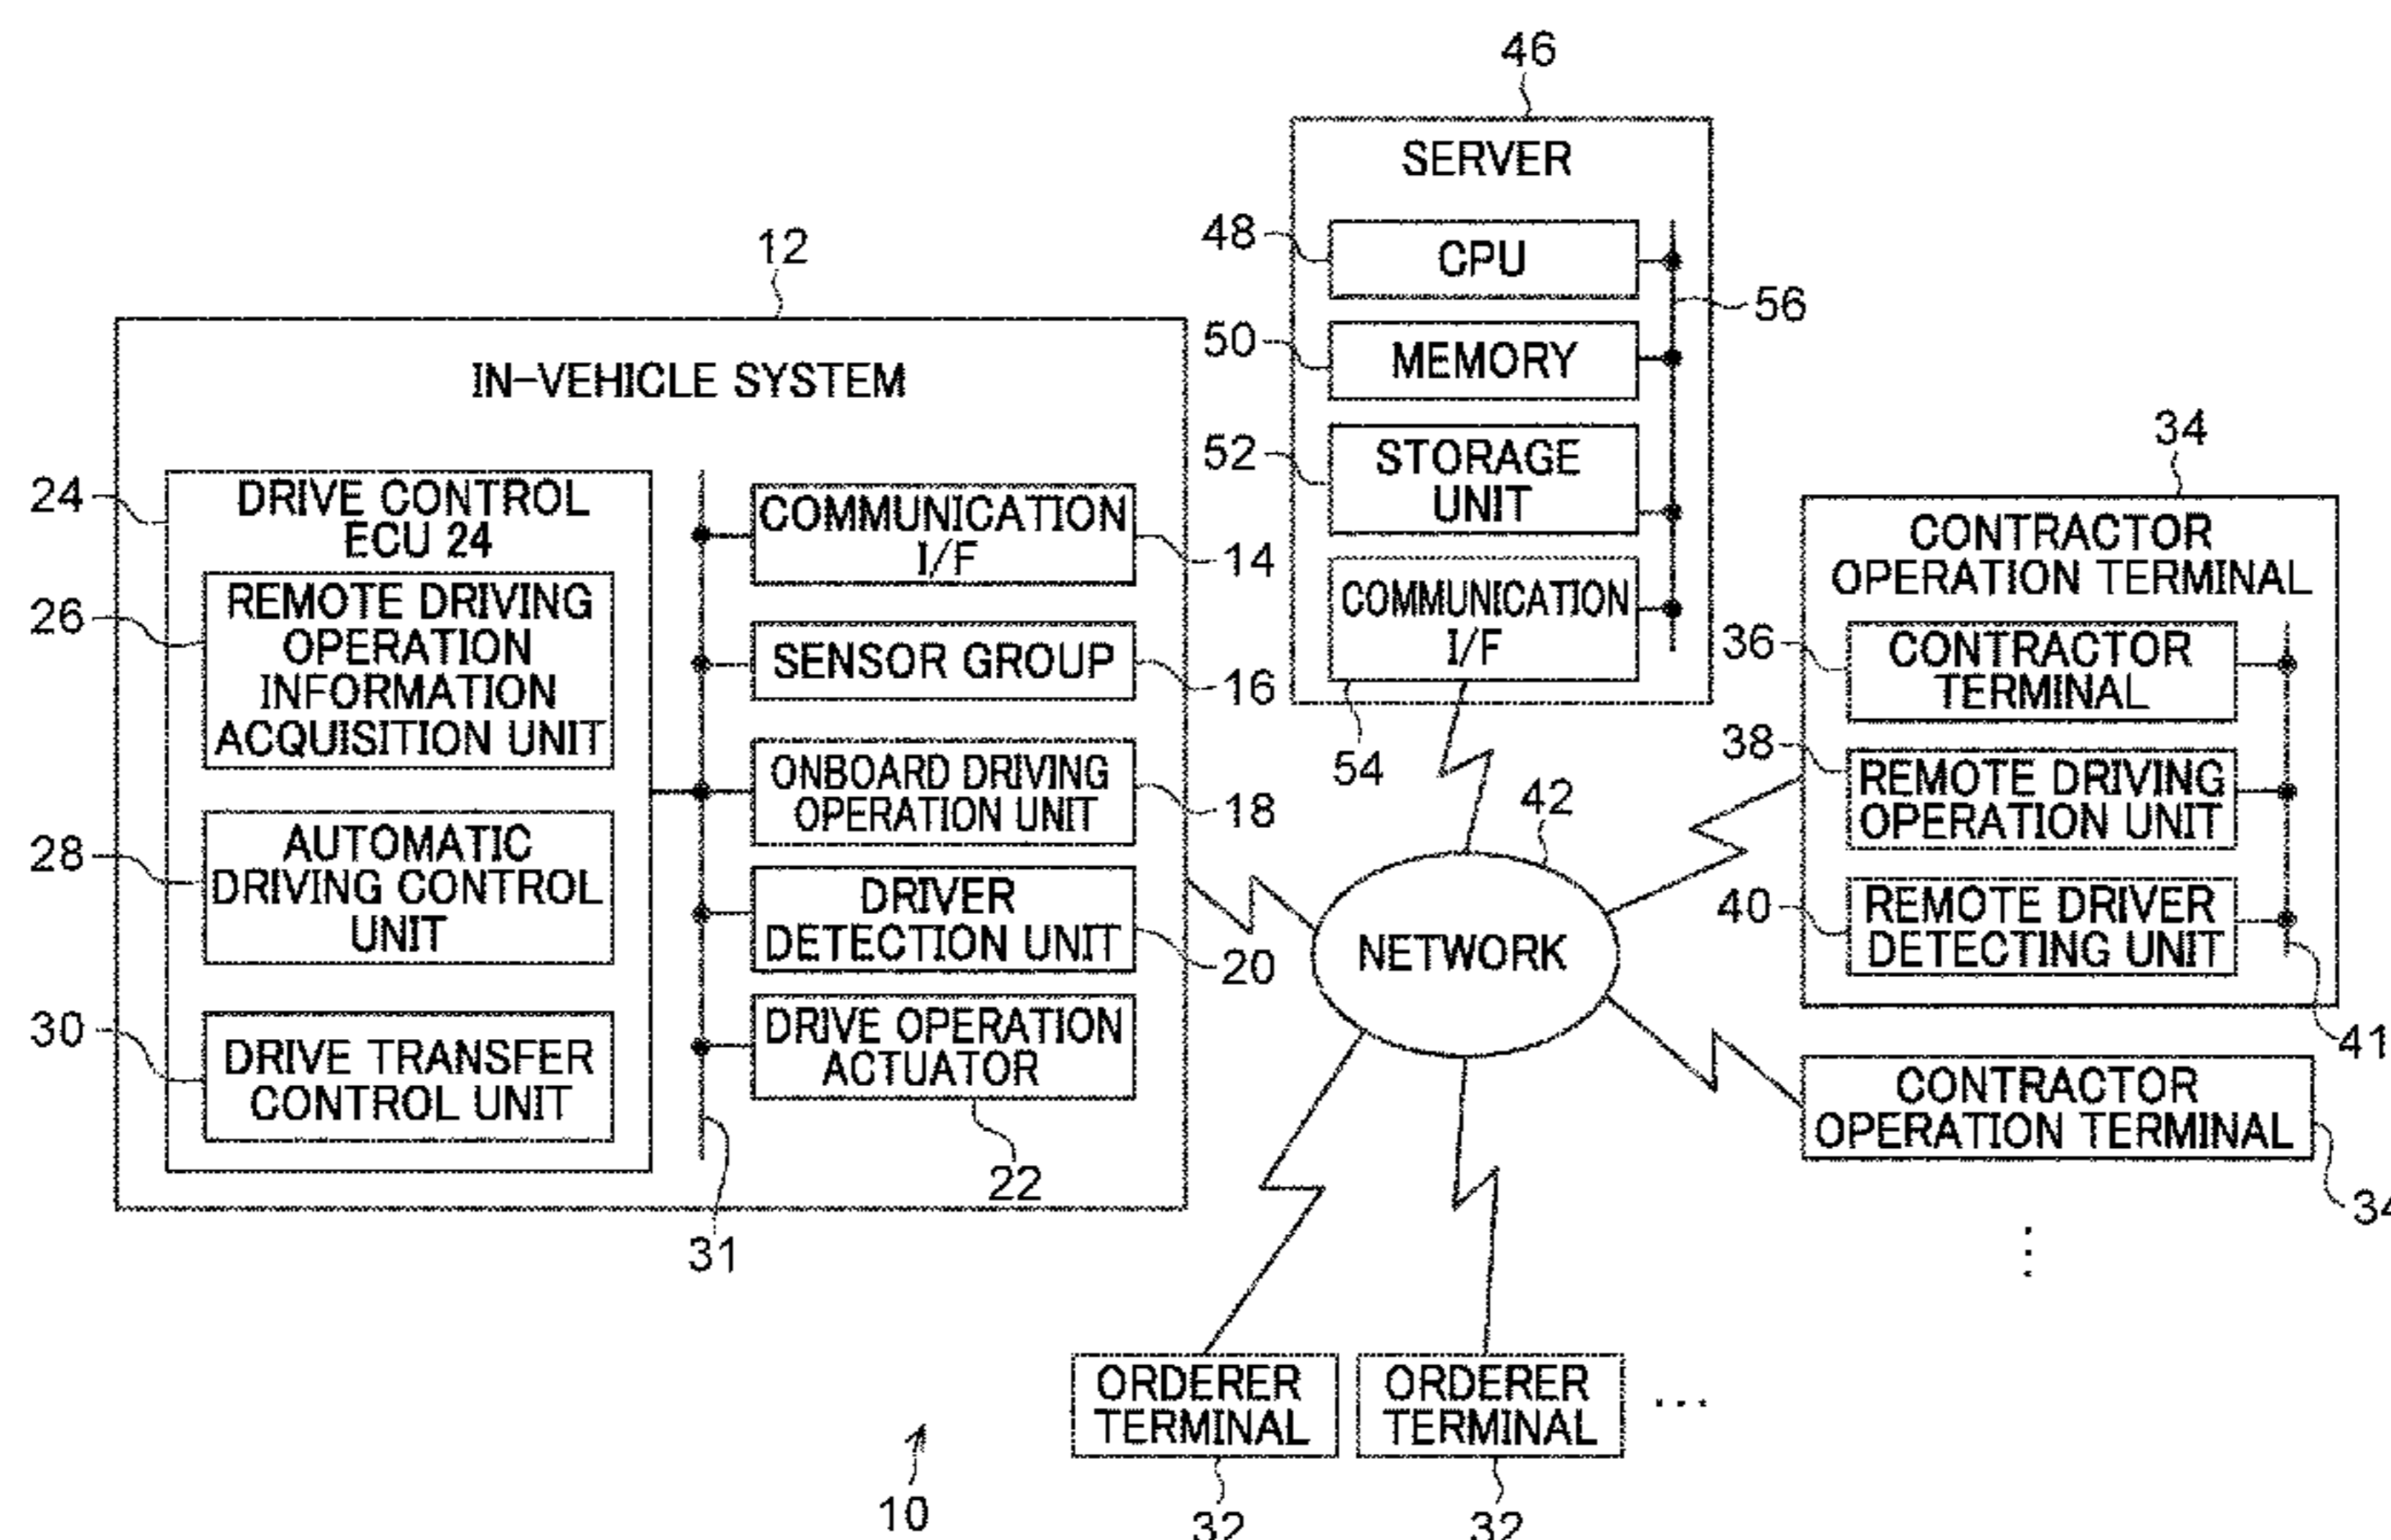 46
SERVER
48
CPU
56
50
MEMORY
52
STORAGE
UNIT
COMMUNICATION
I/F
54
12
IN-VEHICLE SYSTEM
24
DRIVE CONTROL
ECU 24
26
REMOTE DRIVING
OPERATION
INFORMATION
ACQUISITION UNIT
28
AUTOMATIC
DRIVING CONTROL
UNIT
30
DRIVE TRANSFER
CONTROL UNIT
COMMUNICATION
I/F
14
SENSOR GROUP
16
ONBOARD DRIVING
OPERATION UNIT
18
DRIVER
DETECTION UNIT
20
DRIVE OPERATION
ACTUATOR
22
31
42
NETWORK
34
CONTRACTOR
OPERATION TERMINAL
36
CONTRACTOR
TERMINAL
38
REMOTE DRIVING
OPERATION UNIT
40
REMOTE DRIVER
DETECTING UNIT
41
CONTRACTOR
OPERATION TERMINAL
34
⋮
ORDERER
TERMINAL
32
ORDERER
TERMINAL
32
...
10